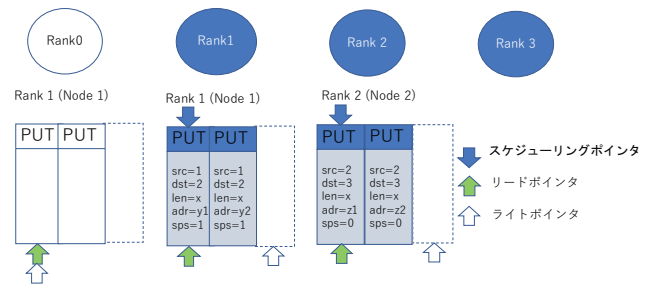 Rank0
Rank1
Rank 2
Rank 3
Rank 1 (Node 1)
Rank 1 (Node 1)
Rank 2 (Node 2)
PUT PUT
PUT PUT
src=1 src=1
dst=2 dst=2
len=x len=x
adr=y1 adr=y2
sps=1 sps=1
PUT PUT
src=2 src=2
dst=3 dst=3
len=x len=x
adr=z1 adr=z2
sps=0 sps=0
スケジューリングポインタ
リードポインタ
ライトポインタ